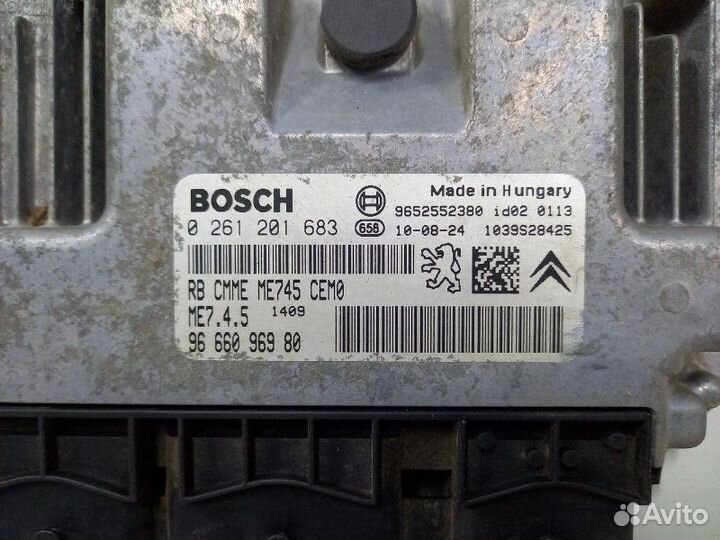 BOSCH
Made in Hungary
9652552380 id02 0113
0 261 201 683 658 10-08-24 1039S28425
RB CMME ME745 CEM0
ME7.4.5 1409
96 660 969 80
Avito